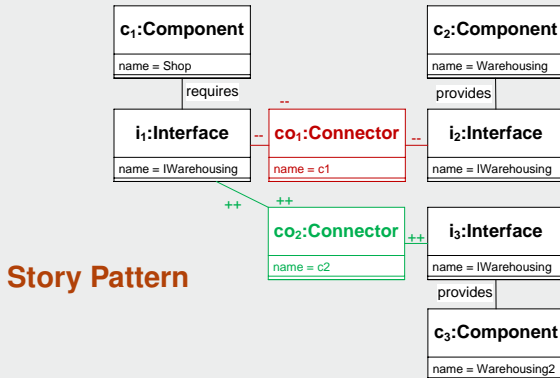 c₁:Component
name = Shop
c₂:Component
name = Warehousing
requires
provides
--
i₁:Interface
name = IWarehousing
--
co₁:Connector
name = c1
--
i₂:Interface
name = IWarehousing
++
++
co₂:Connector
name = c2
++
i₃:Interface
name = IWarehousing
Story Pattern
provides
c₃:Component
name = Warehousing2